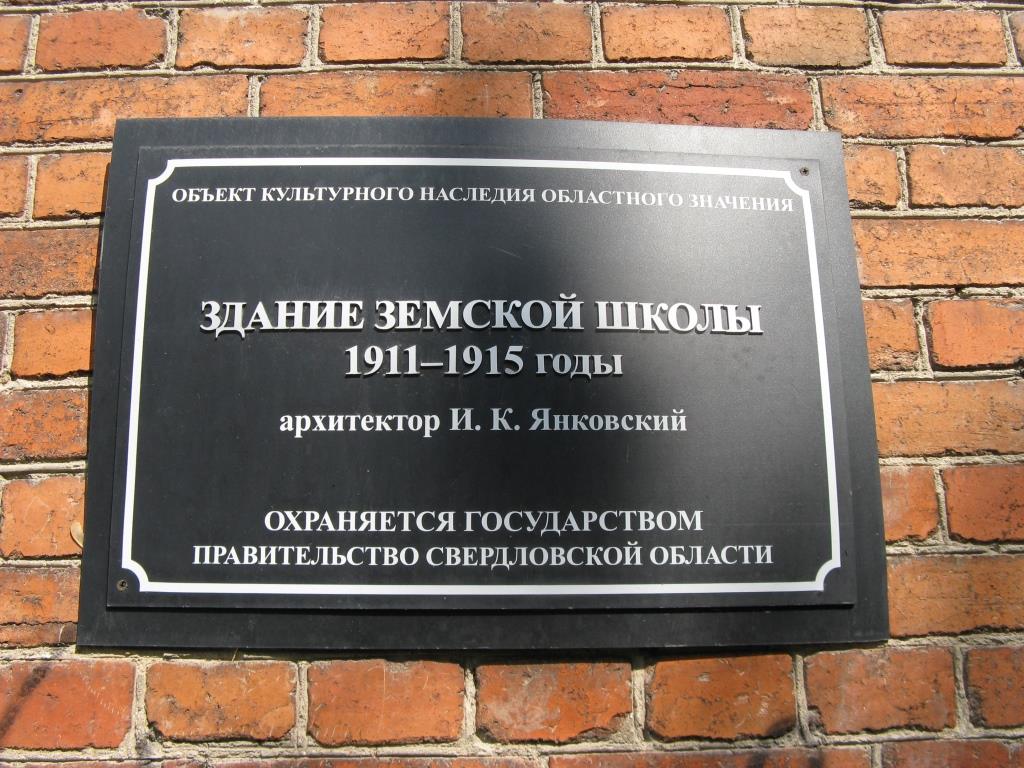 ОБЪЕКТ КУЛЬТУРНОГО НАСЛЕДИЯ ОБЛАСТНОГО ЗНАЧЕНИЯ
ЗДАНИЕ ЗЕМСКОЙ ШКОЛЫ
1911–1915 годы
архитектор И. К. Янковский
ОХРАНЯЕТСЯ ГОСУДАРСТВОМ
ПРАВИТЕЛЬСТВО СВЕРДЛОВСКОЙ ОБЛАСТИ